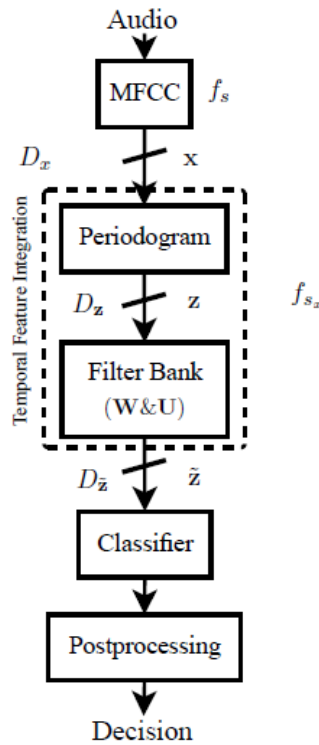 Audio
MFCC
f_s
D_x
x
Temporal Feature Integration
Periodogram
D_z
z
f_{s_z}
Filter Bank
(W&U)
D_z̃
z̃
Classifier
Postprocessing
Decision